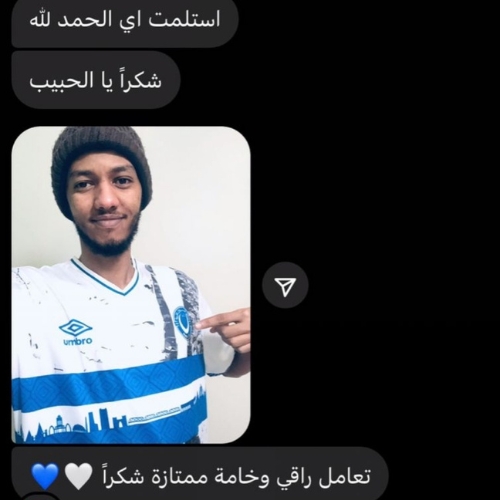 استلمت اي الحمد لله
شكراً يا الحبيب
umbro
تعامل راقي وخامة ممتازة شكراً 🤍💙